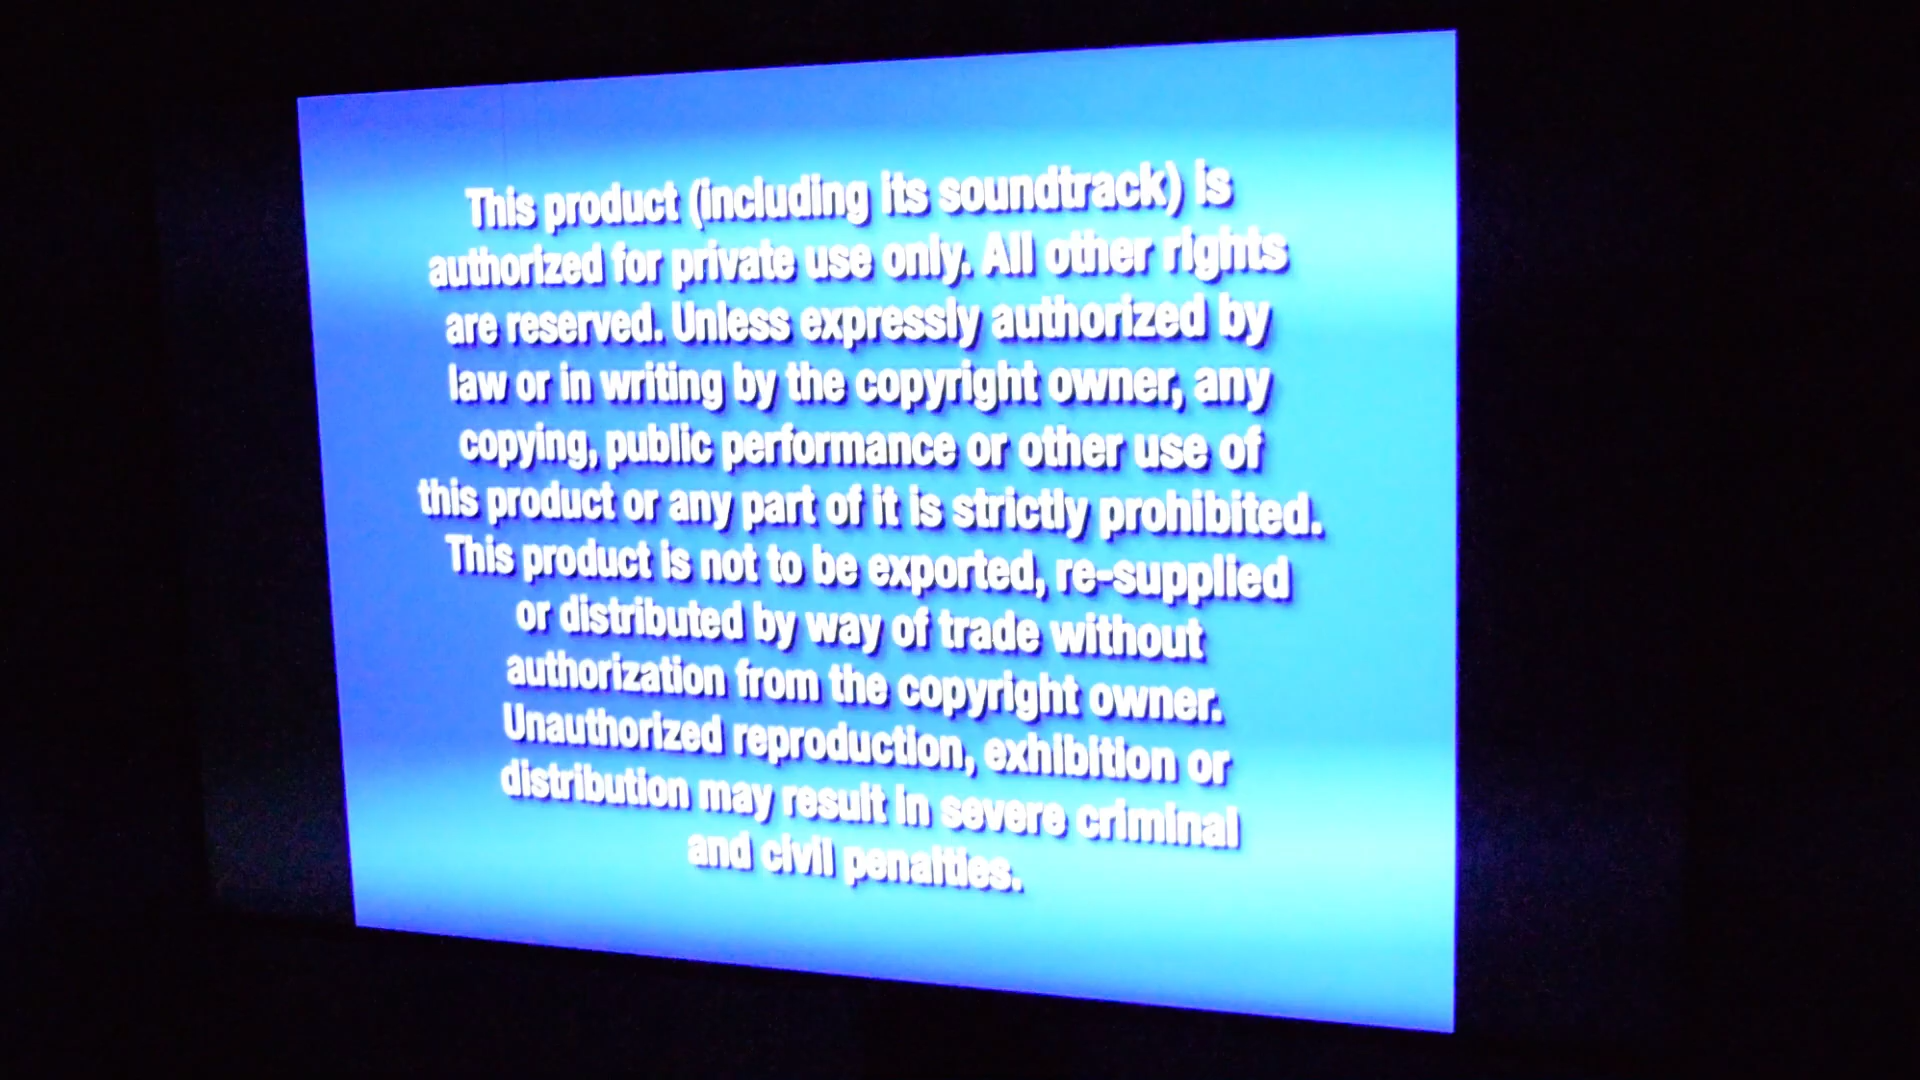 This product (including its soundtrack) is
authorized for private use only. All other rights
are reserved. Unless expressly authorized by
law or in writing by the copyright owner, any
copying, public performance or other use of
this product or any part of it is strictly prohibited.
This product is not to be exported, re-supplied
or distributed by way of trade without
authorization from the copyright owner.
Unauthorized reproduction, exhibition or
distribution may result in severe criminal
and civil penalties.